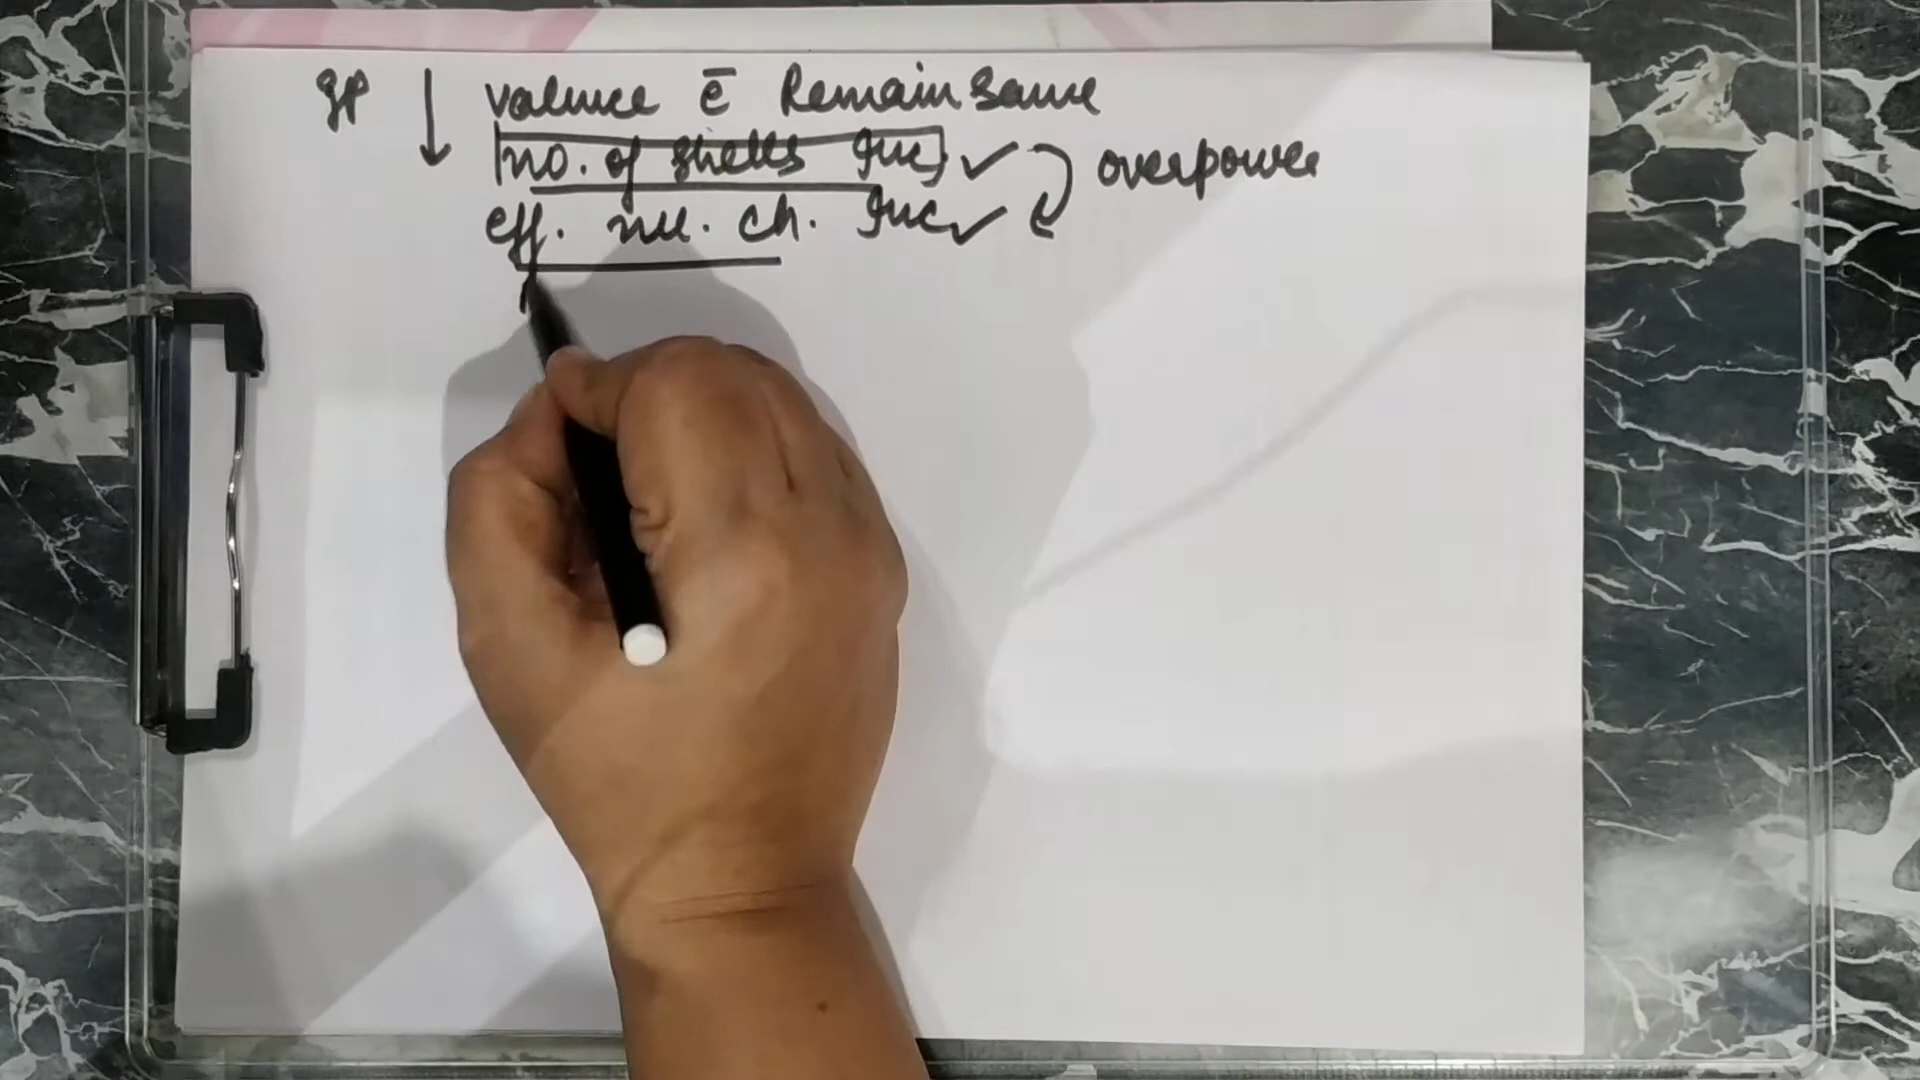 gp ↓ valence ē Remain same
no. of shells Inc ✓ overpower
eff. nu. ch. Inc ✓